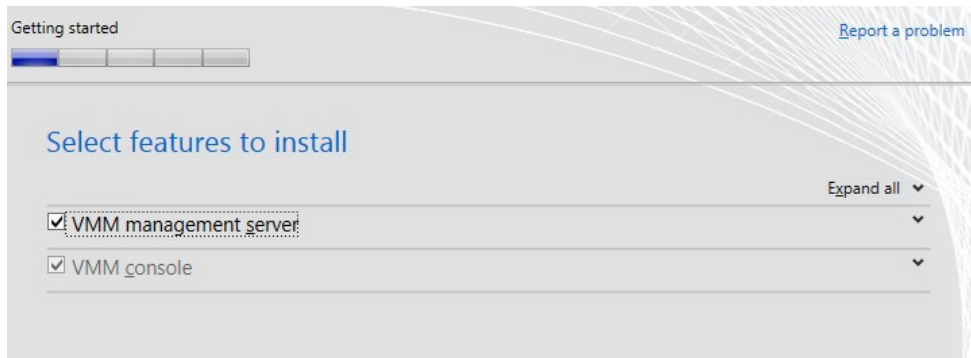 Getting started
Report a problem
Select features to install
Expand all
VMM management server
VMM console